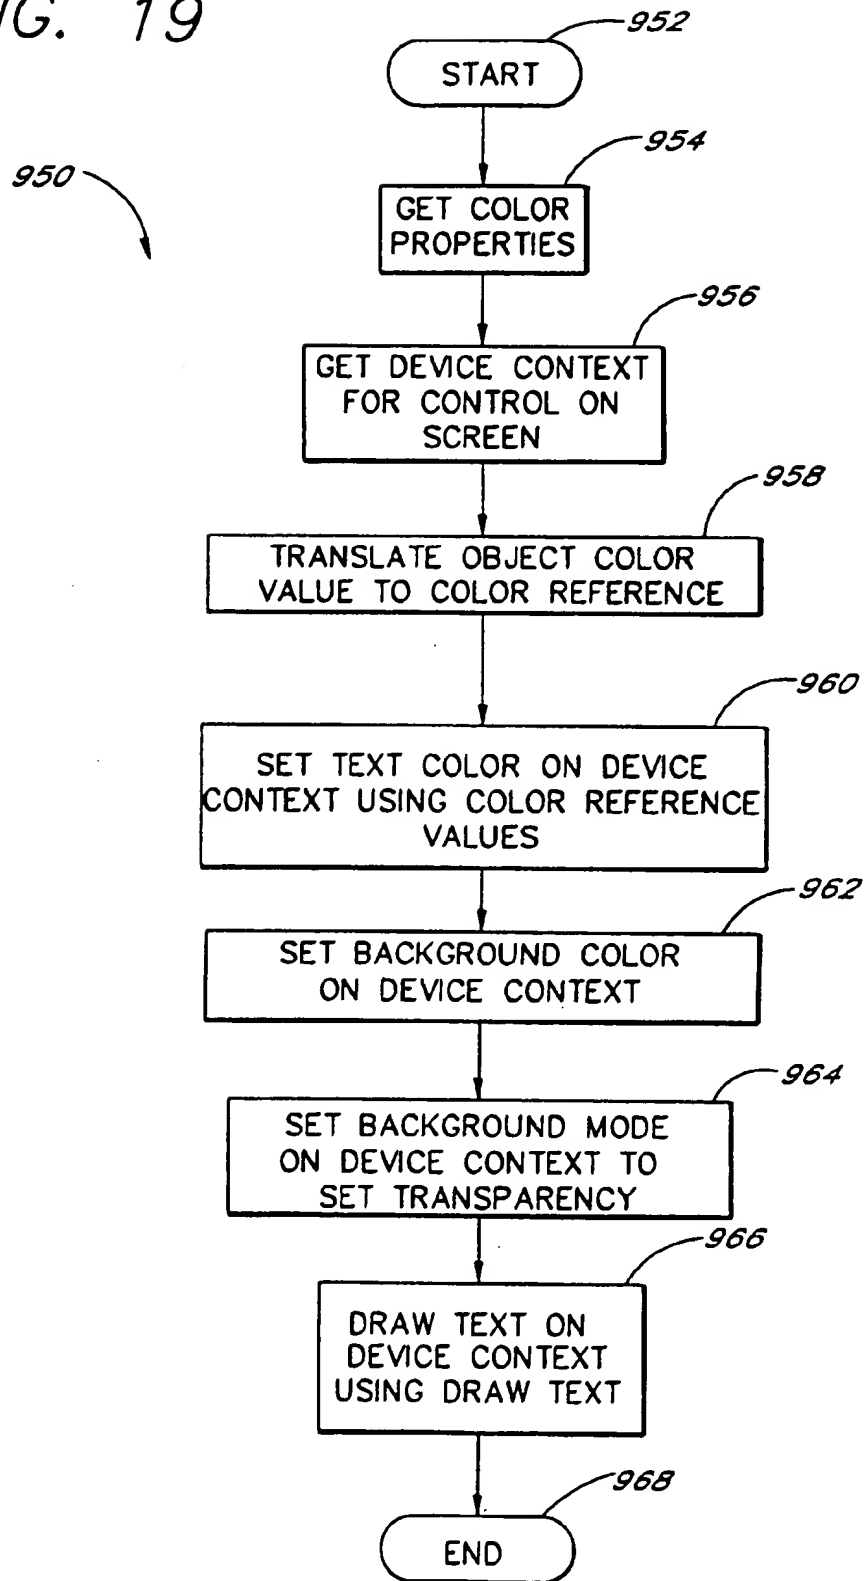 19
952
START
954
950
GET COLOR
PROPERTIES
956
GET DEVICE CONTEXT
FOR CONTROL ON
SCREEN
958
TRANSLATE OBJECT COLOR
VALUE TO COLOR REFERENCE
960
SET TEXT COLOR ON DEVICE
CONTEXT USING COLOR REFERENCE
VALUES
962
SET BACKGROUND COLOR
ON DEVICE CONTEXT
964
SET BACKGROUND MODE
ON DEVICE CONTEXT TO
SET TRANSPARENCY
966
DRAW TEXT ON
DEVICE CONTEXT
USING DRAW TEXT
968
END